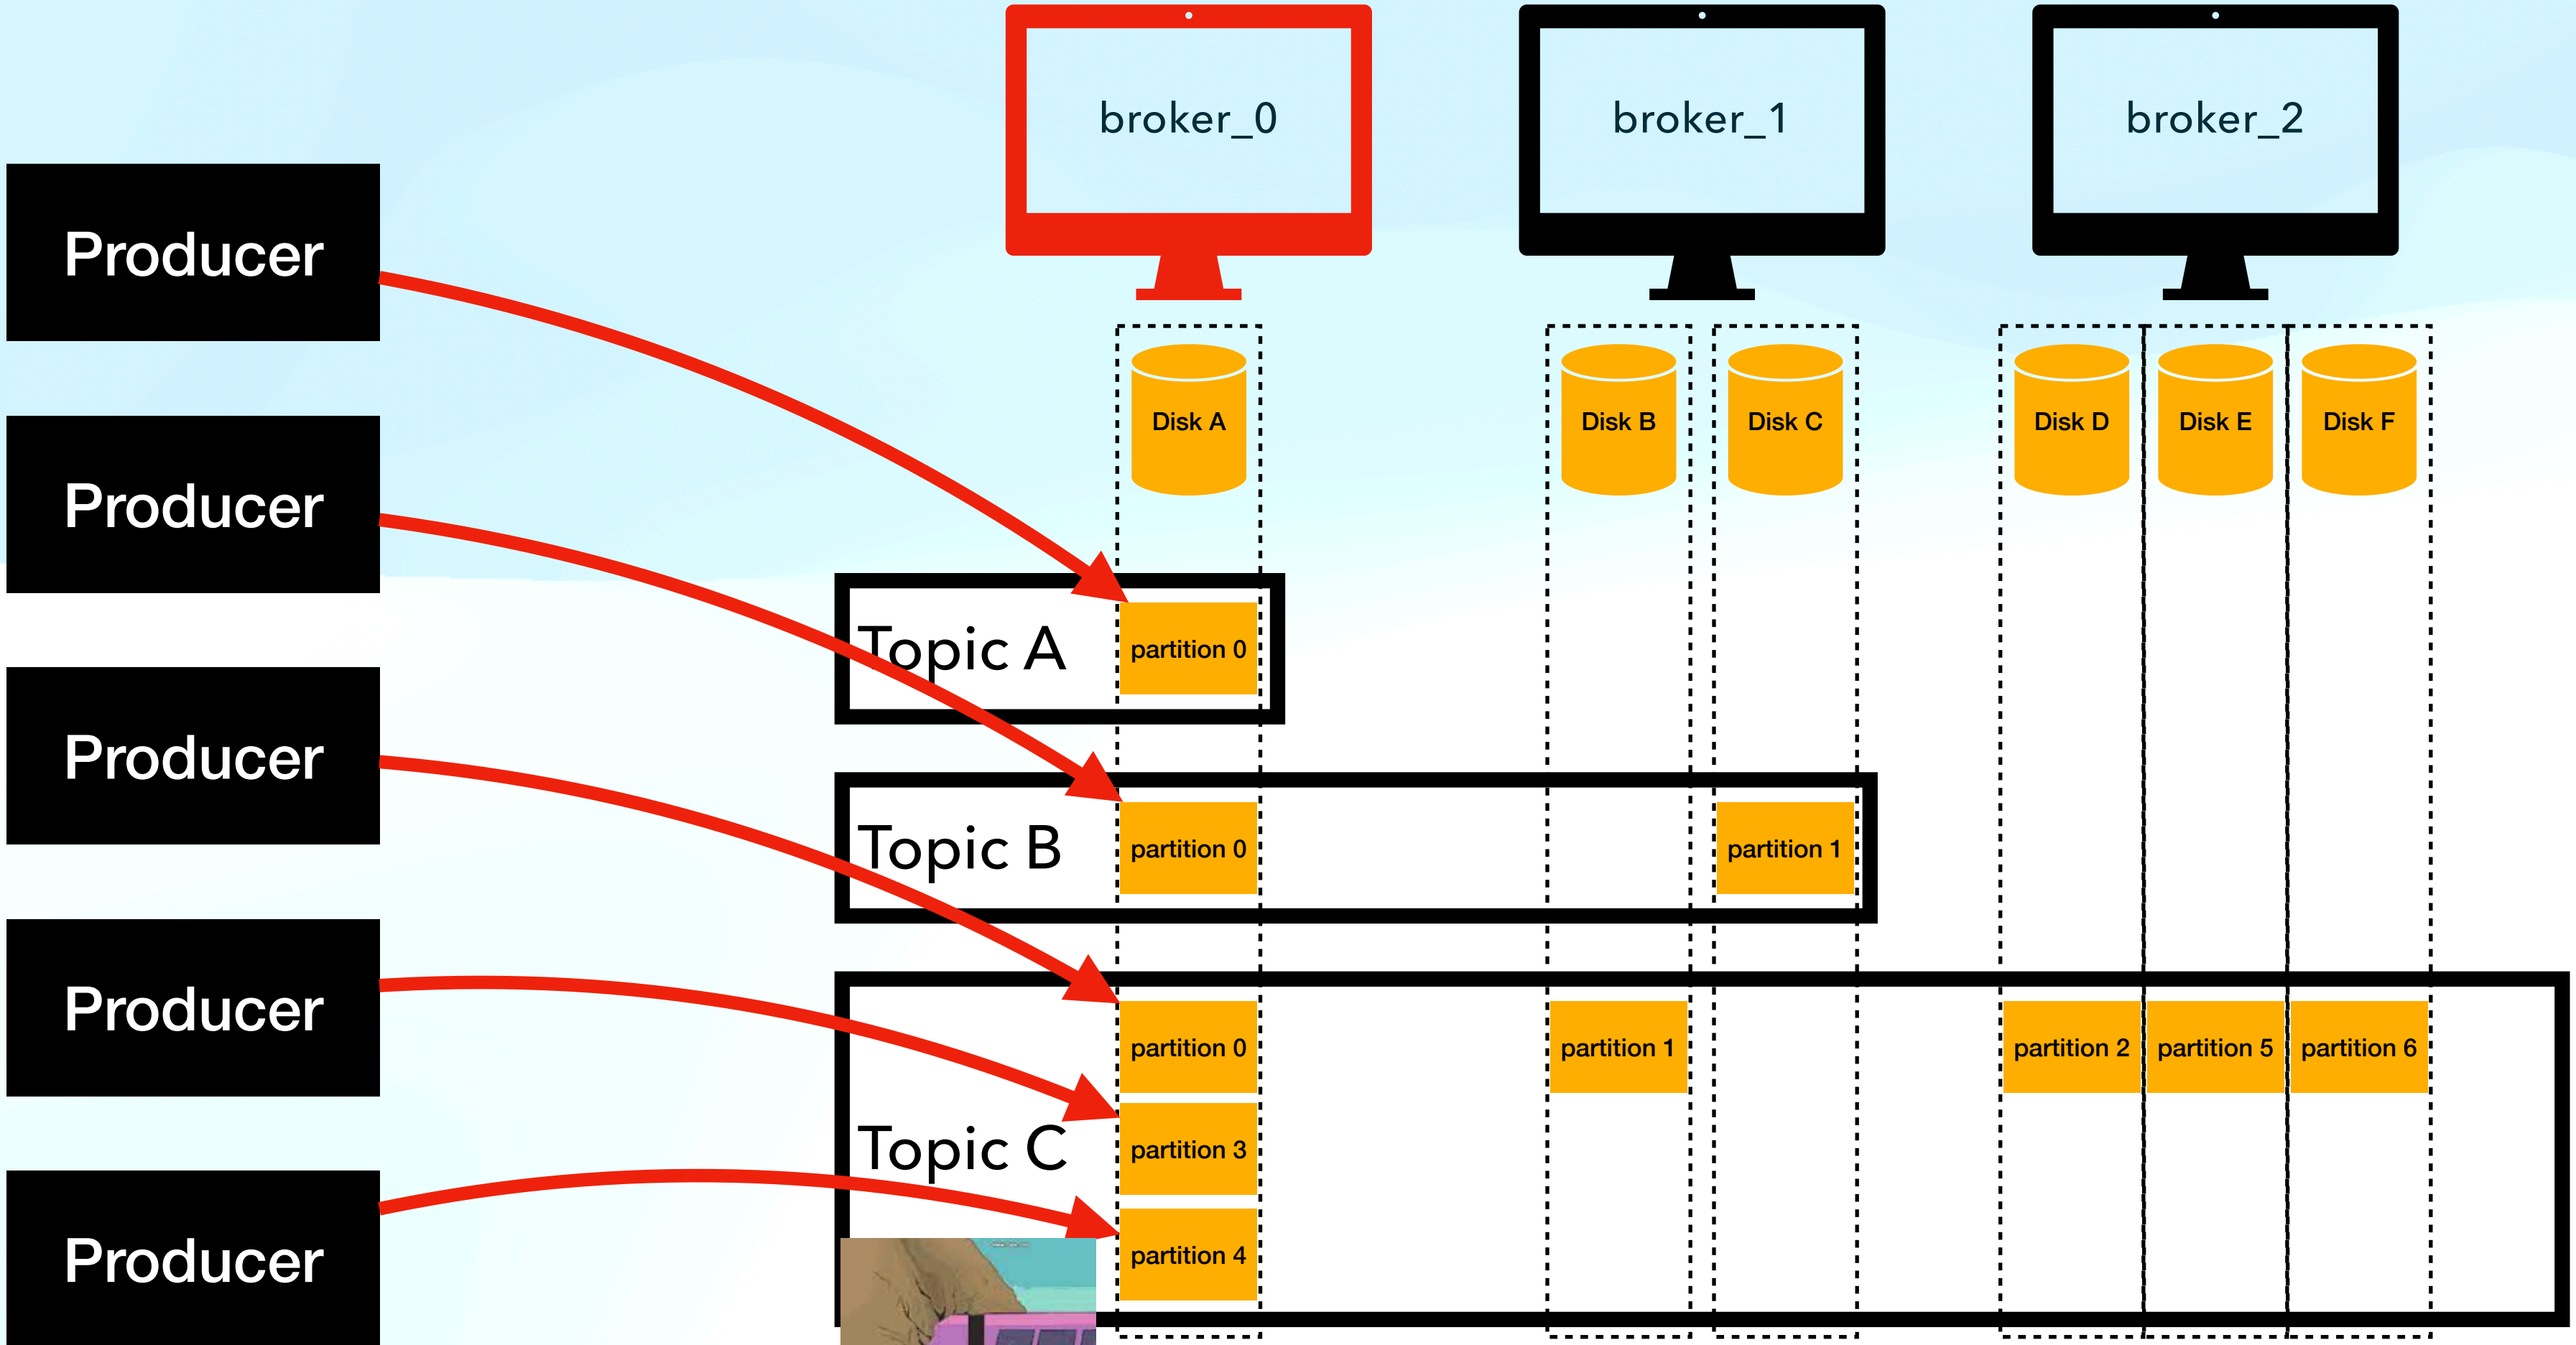 broker_0
broker_1
broker_2
Producer
Producer
Producer
Producer
Producer
Disk A
Disk B
Disk C
Disk D
Disk E
Disk F
Topic A
partition 0
Topic B
partition 0
partition 1
Topic C
partition 0
partition 1
partition 2
partition 5
partition 6
partition 3
partition 4